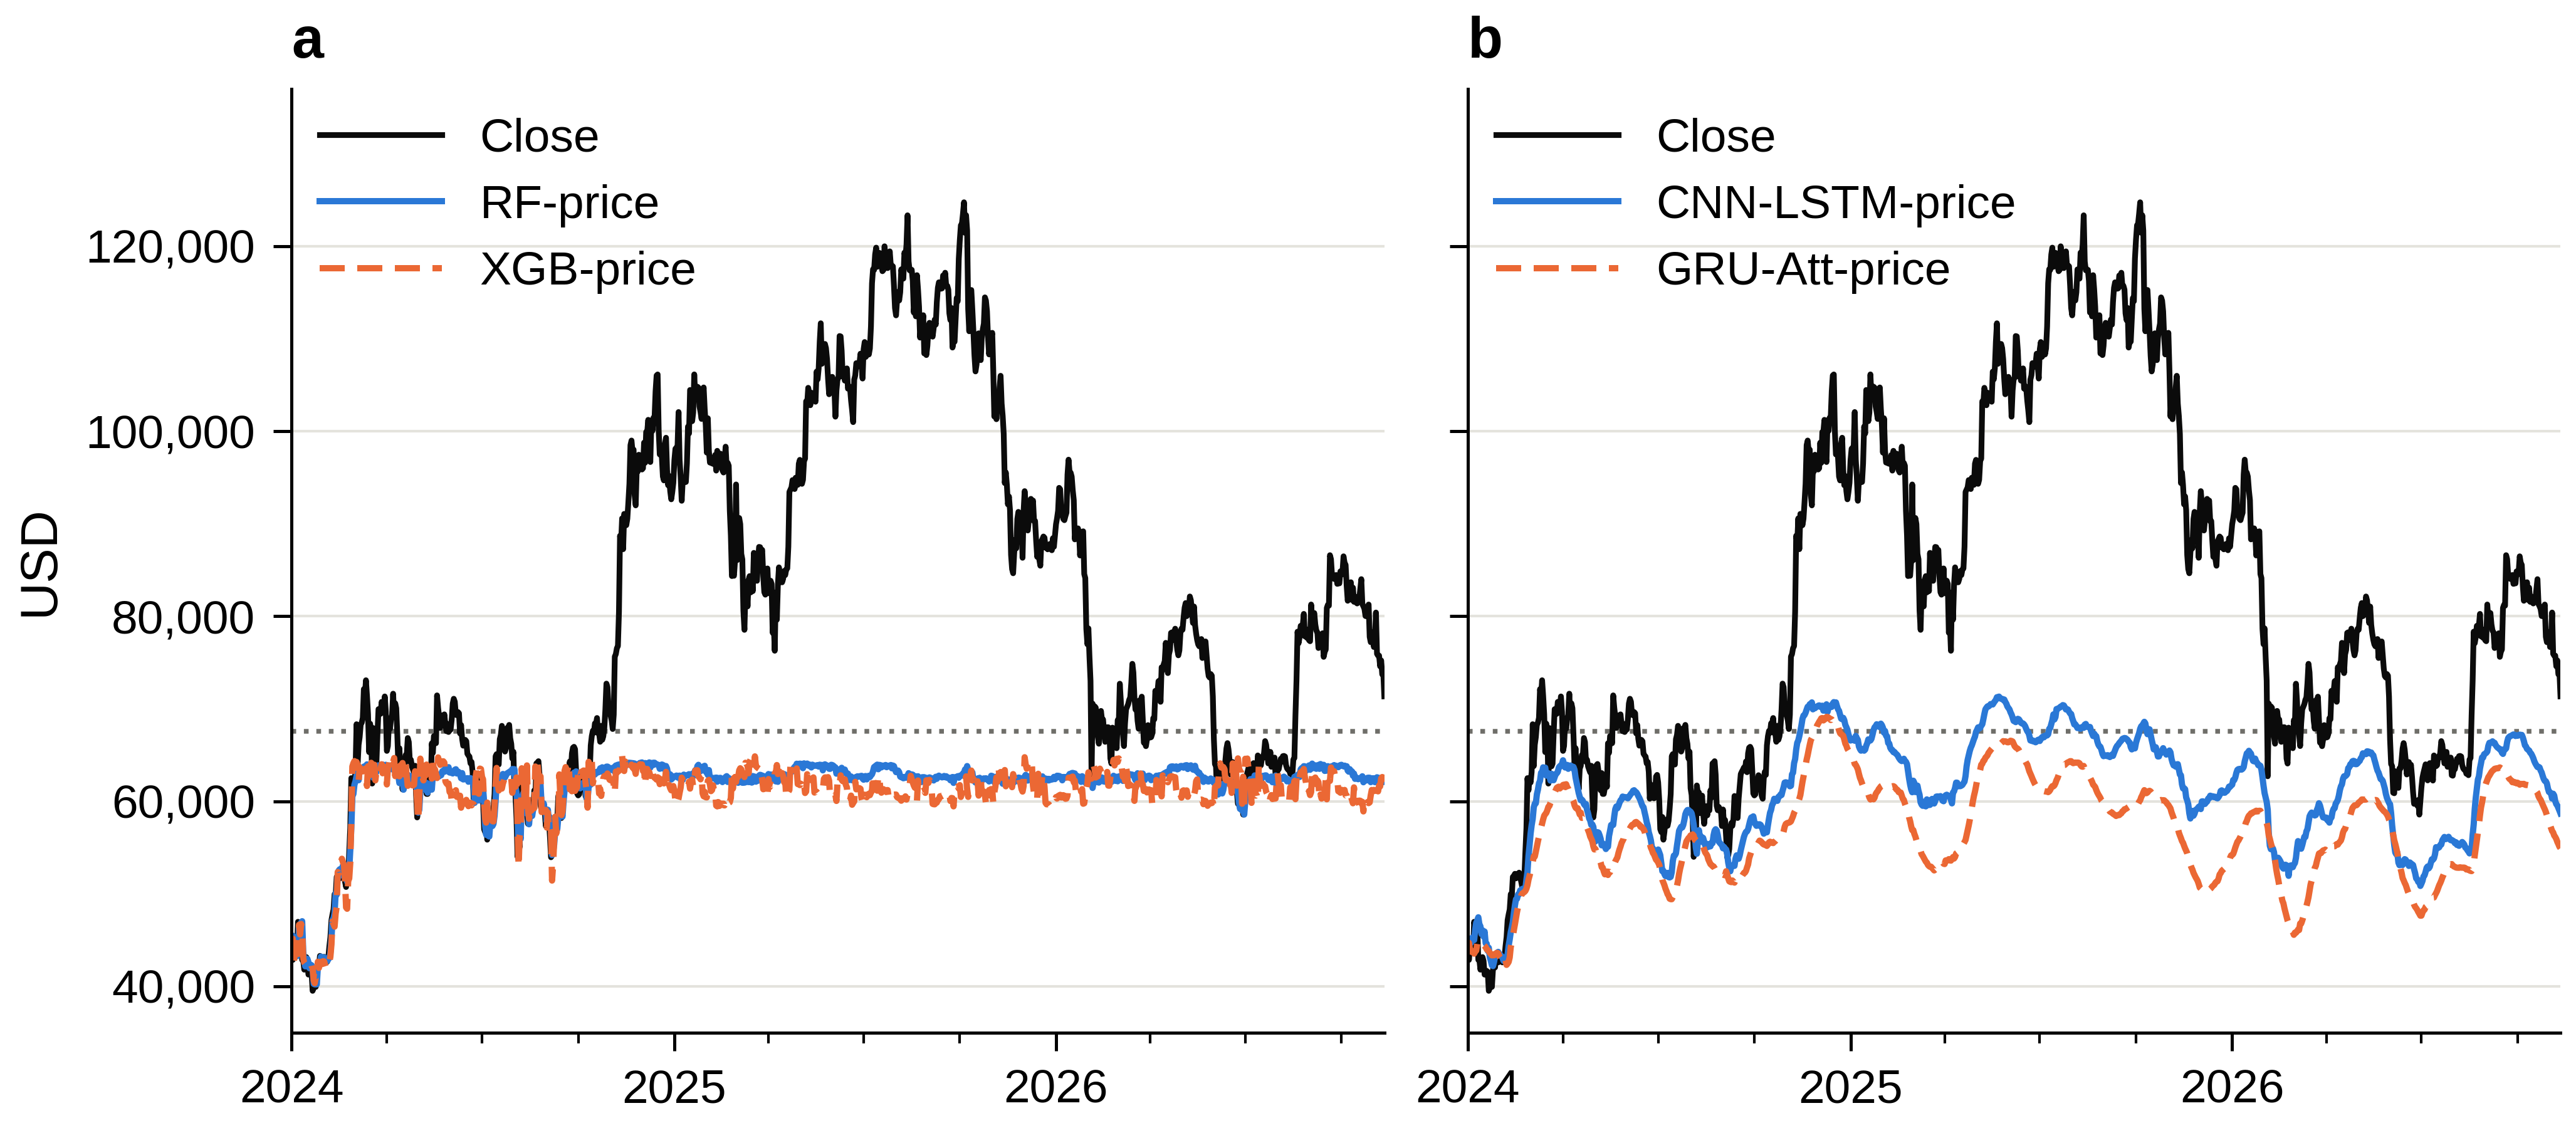 a
Close
RF-price
XGB-price
120,000
100,000
80,000
60,000
40,000
USD
2024
2025
2026
b
Close
CNN-LSTM-price
GRU-Att-price
2024
2025
2026